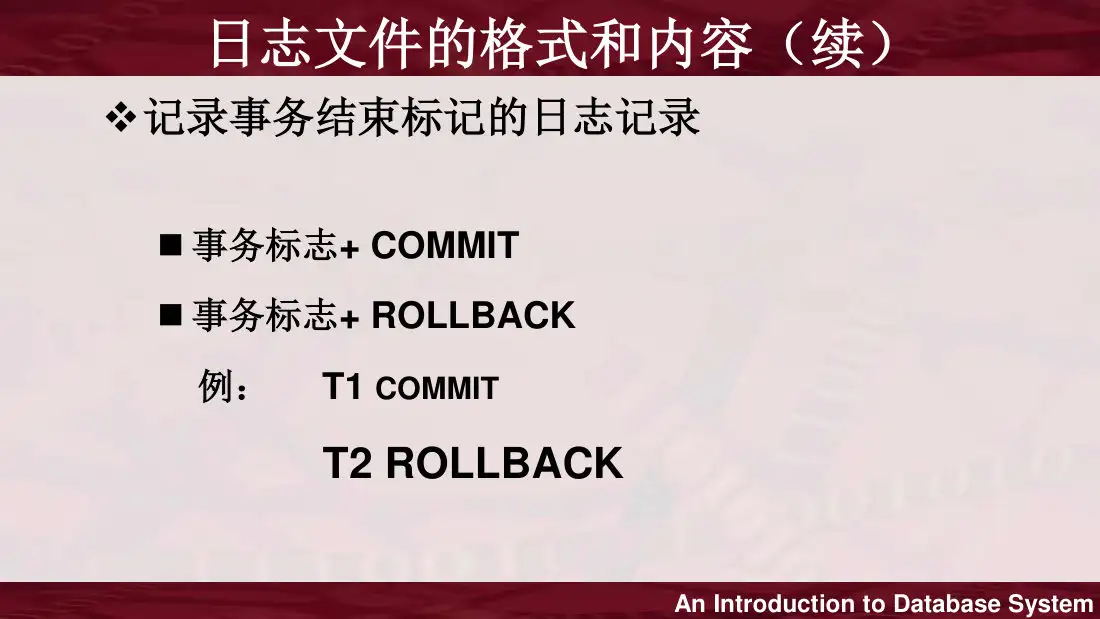 日志文件的格式和内容（续）
❖记录事务结束标记的日志记录
■ 事务标志+ COMMIT
■ 事务标志+ ROLLBACK
例： T1 COMMIT
T2 ROLLBACK
An Introduction to Database System